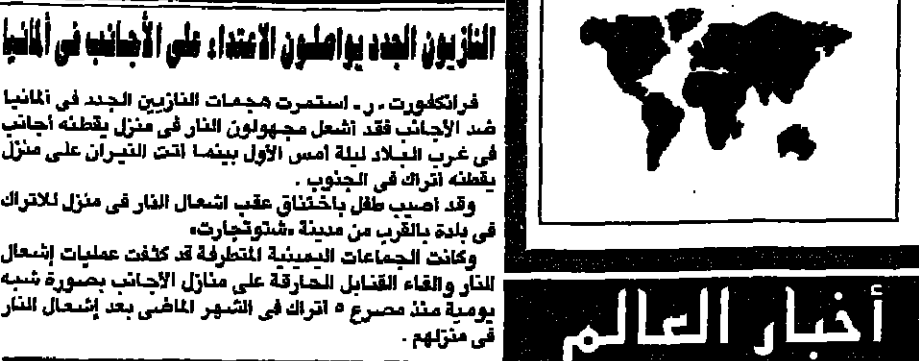 النازيون الجدد يواصلون الاعتداء على الأجانب فى ألمانيا
فرانكفورت ـ ر ـ استمرت هجمات النازيين الجدد فى ألمانيا
ضد الأجانب فقد أشعل مجهولون النار فى منزل يقطنه أجانب
فى غرب البلاد ليلة أمس الأول بينما أتت النيران على منزل
يقطنه أتراك فى الجنوب .
وقد أصيب طفل باختناق عقب اشعال النار فى منزل للاتراك
فى بلدة بالقرب من مدينة «شتوتجارت»
وكانت الجماعات اليمينية المتطرفة قد كثفت عمليات إشعال
النار والقاء القنابل الحارقة على منازل الأجانب بصورة شبه
يومية منذ مصرع ٥ أتراك فى الشهر الماضى بعد إشعال النار
فى منزلهم .
أخبار العالم